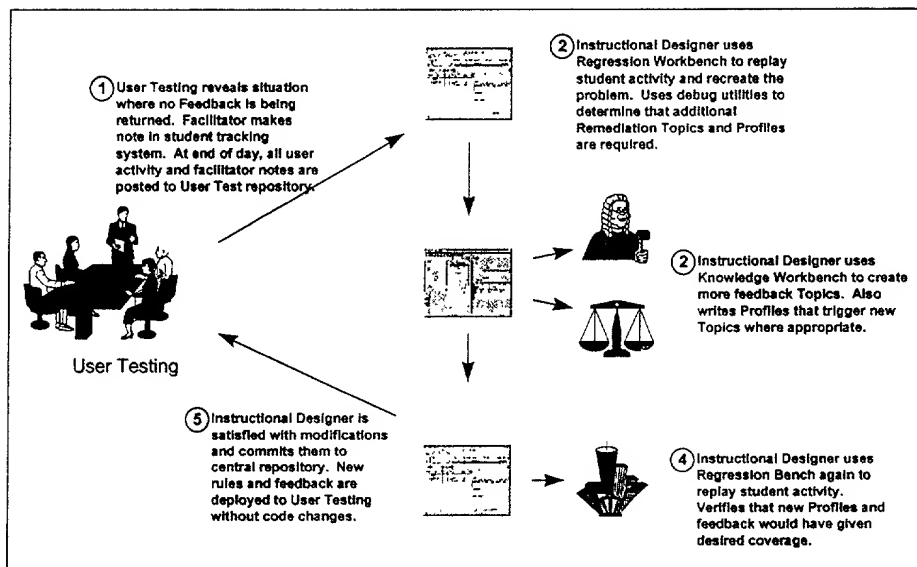 1 User Testing reveals situation
where no Feedback is being
returned. Facilitator makes
note in student tracking
system. At end of day, all user
activity and facilitator notes are
posted to User Test repository.
User Testing
2 Instructional Designer uses
Regression Workbench to replay
student activity and recreate the
problem. Uses debug utilities to
determine that additional
Remediation Topics and Profiles
are required.
2 Instructional Designer uses
Knowledge Workbench to create
more feedback Topics. Also
writes Profiles that trigger new
Topics where appropriate.
4 Instructional Designer uses
Regression Bench again to
replay student activity.
Verifies that new Profiles and
feedback would have given
desired coverage.
5 Instructional Designer is
satisfied with modifications
and commits them to
central repository. New
rules and feedback are
deployed to User Testing
without code changes.